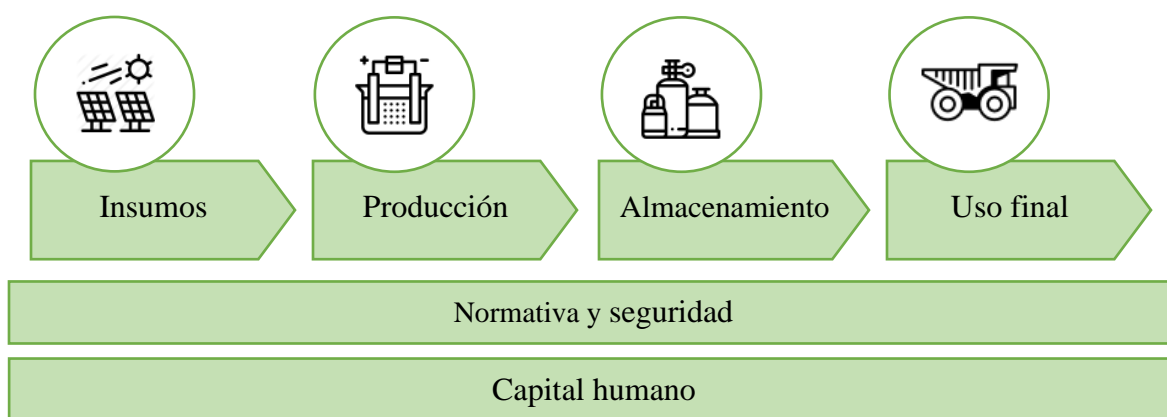 Insumos
Producción
Almacenamiento
Uso final
Normativa y seguridad
Capital humano